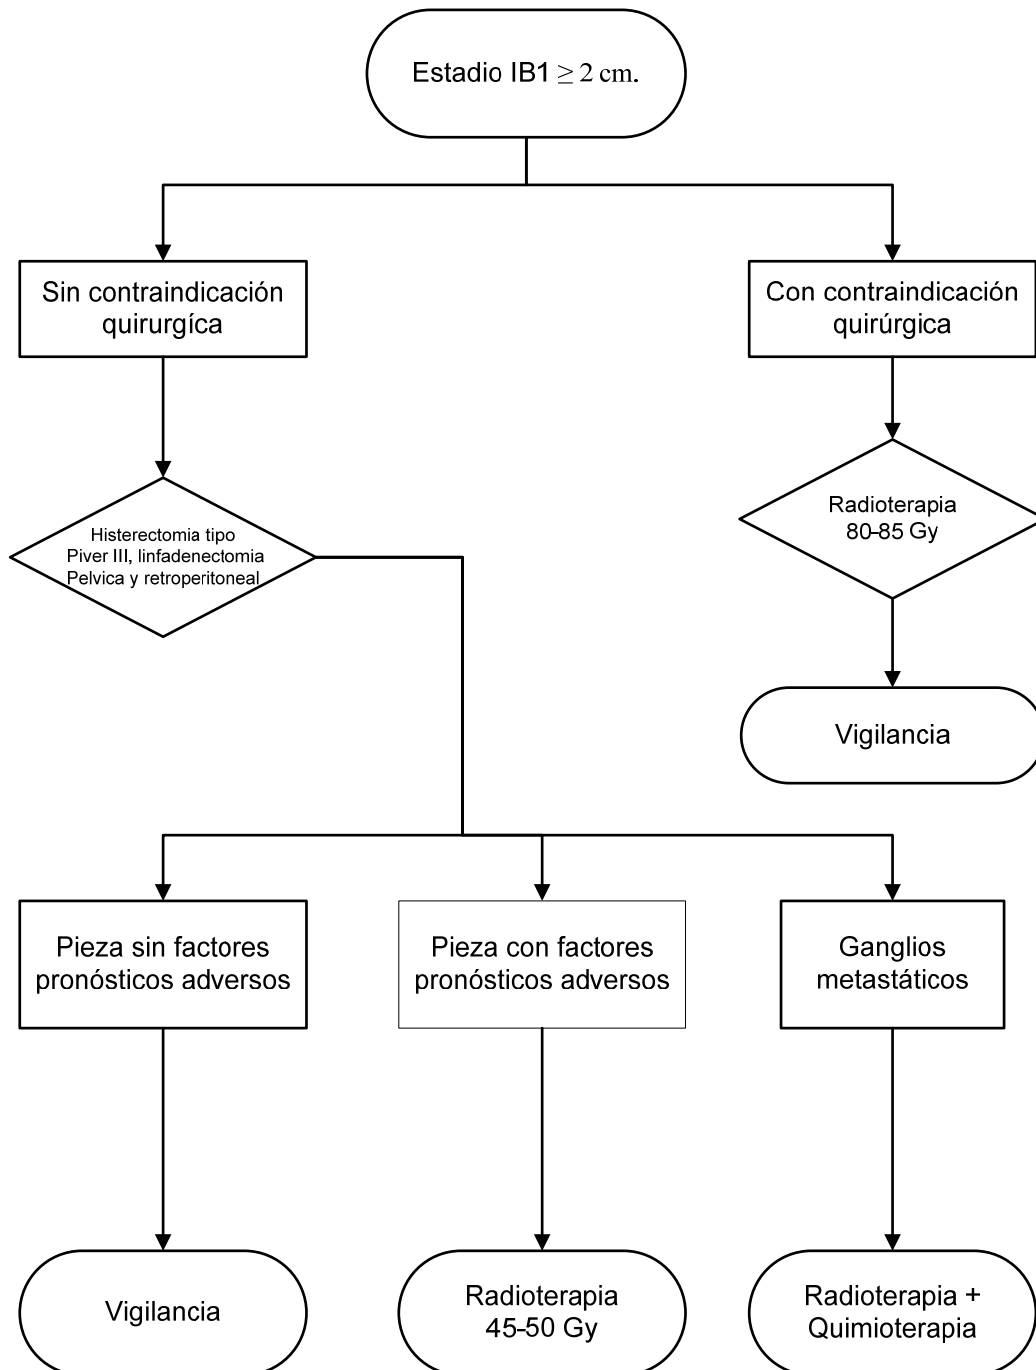 Estadio IB1 ≥ 2 cm.
Sin contraindicación
quirurgíca
Con contraindicación
quirúrgica
Histerectomia tipo
Piver III, linfadenectomia
Pelvica y retroperitoneal
Radioterapia
80-85 Gy
Vigilancia
Pieza sin factores
pronósticos adversos
Pieza con factores
pronósticos adversos
Ganglios
metastáticos
Vigilancia
Radioterapia
45-50 Gy
Radioterapia +
Quimioterapia